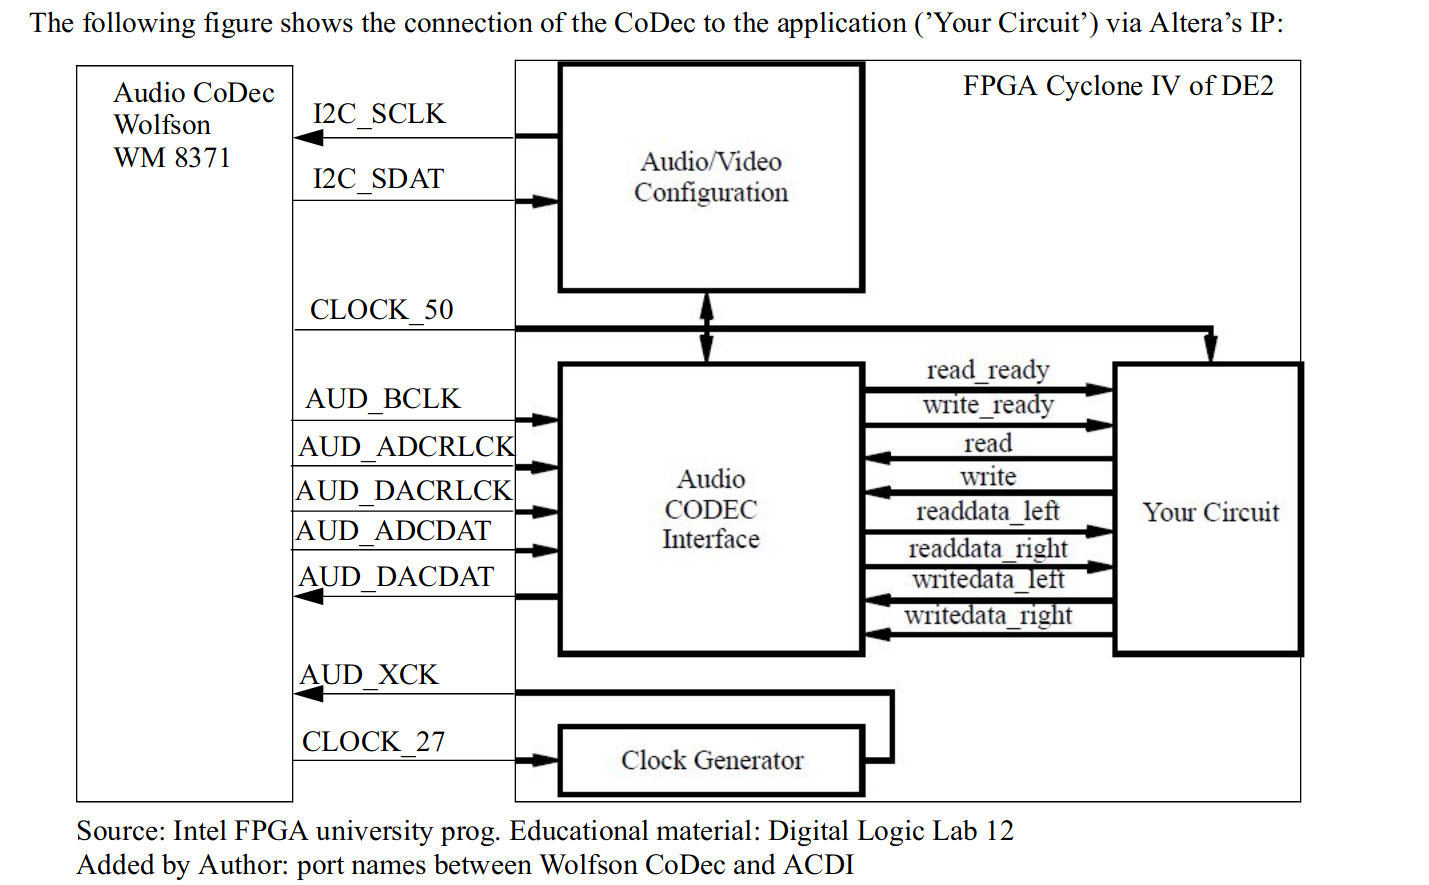 The following figure shows the connection of the CoDec to the application (’Your Circuit’) via Altera’s IP:
FPGA Cyclone IV of DE2
Audio CoDec
Wolfson
WM 8371
I2C_SCLK
I2C_SDAT
Audio/Video
Configuration
CLOCK_50
AUD_BCLK
AUD_ADCRLCK
AUD_DACRLCK
AUD_ADCDAT
AUD_DACDAT
Audio
CODEC
Interface
read_ready
write_ready
read
write
readdata_left
readdata_right
writedata_left
writedata_right
Your Circuit
AUD_XCK
CLOCK_27
Clock Generator
Source: Intel FPGA university prog. Educational material: Digital Logic Lab 12
Added by Author: port names between Wolfson CoDec and ACDI